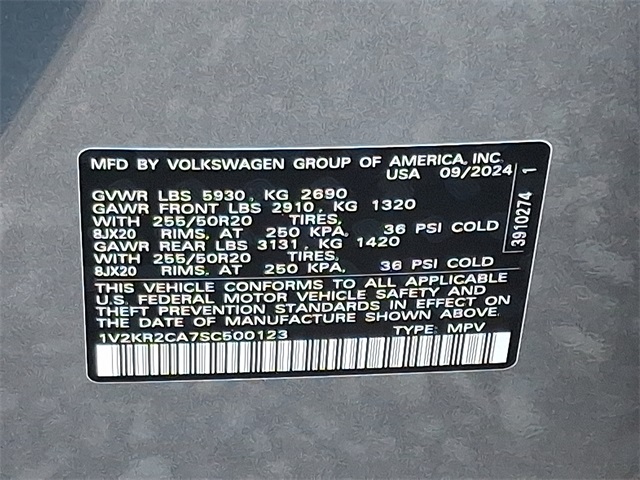 MFD BY VOLKSWAGEN GROUP OF AMERICA, INC.
USA 09/2024
GVWR LBS 5930, KG 2690
GAWR FRONT LBS 2910, KG 1320
WITH 255/50R20 TIRES,
8JX20 RIMS, AT 250 KPA, 36 PSI COLD
GAWR REAR LBS 3131, KG 1420
WITH 255/50R20 TIRES,
8JX20 RIMS, AT 250 KPA, 36 PSI COLD
THIS VEHICLE CONFORMS TO ALL APPLICABLE
U.S. FEDERAL MOTOR VEHICLE SAFETY AND
THEFT PREVENTION STANDARDS IN EFFECT ON
THE DATE OF MANUFACTURE SHOWN ABOVE.
1V2KR2CA7SC500123 TYPE: MPV
3910274 1